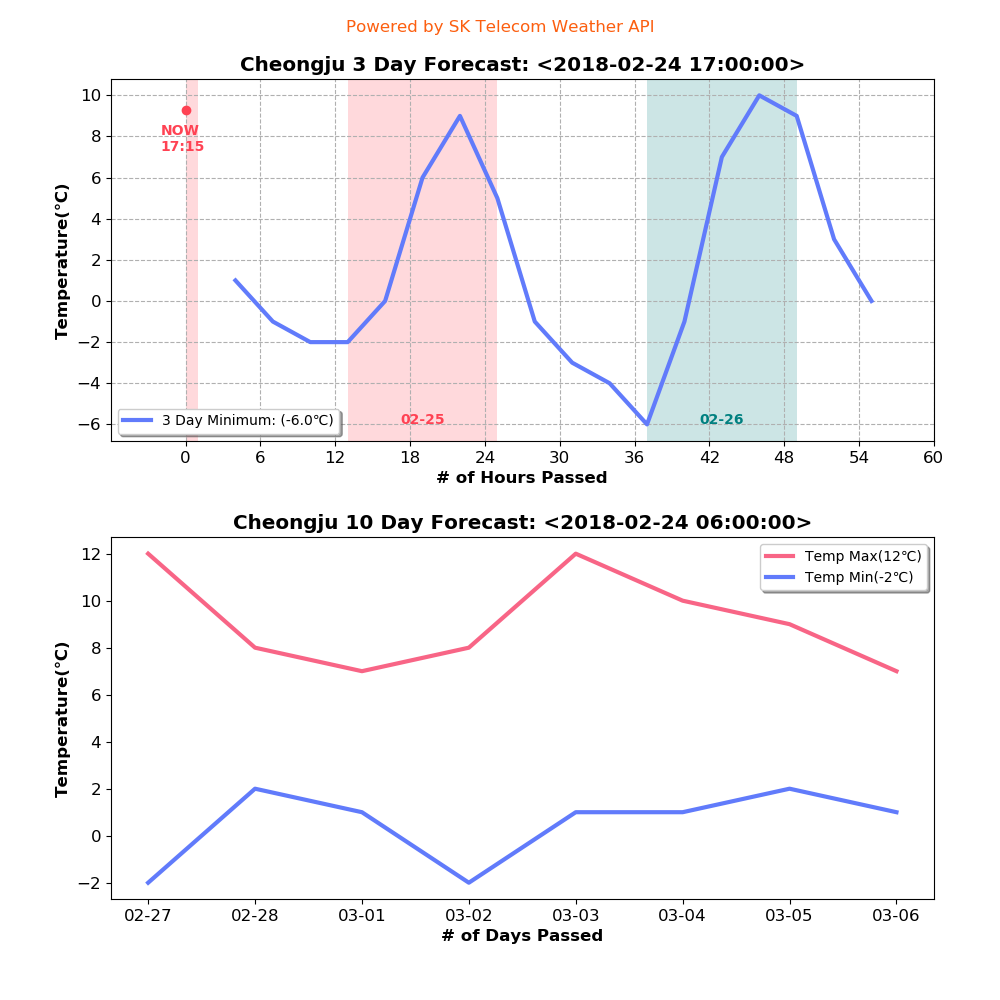 Powered by SK Telecom Weather API
Cheongju 3 Day Forecast: <2018-02-24 17:00:00>
10
8
6
4
2
0
−2
−4
−6
Temperature(℃)
NOW
17:15
3 Day Minimum: (-6.0℃)
02-25
02-26
0 6 12 18 24 30 36 42 48 54 60
# of Hours Passed
Cheongju 10 Day Forecast: <2018-02-24 06:00:00>
12
10
8
6
4
2
0
−2
Temperature(℃)
Temp Max(12℃)
Temp Min(-2℃)
02-27 02-28 03-01 03-02 03-03 03-04 03-05 03-06
# of Days Passed